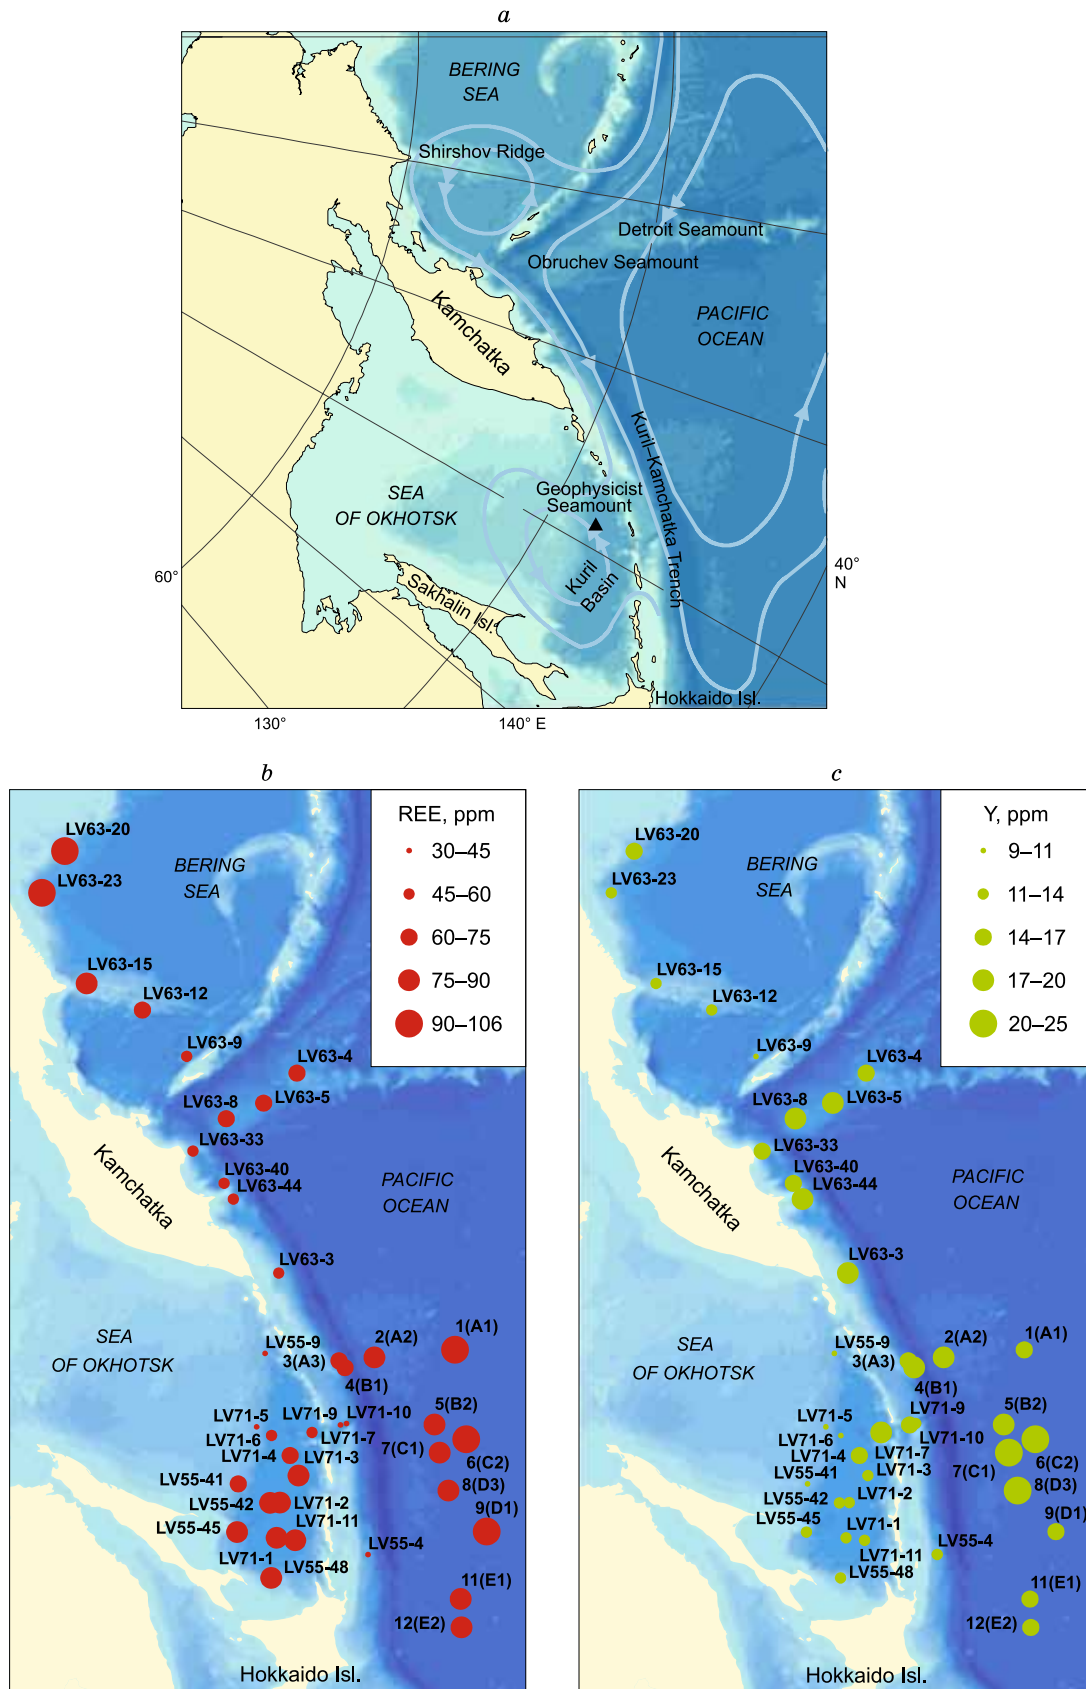 a
BERING
SEA
Shirshov Ridge
Detroit Seamount
Obruchev Seamount
Kamchatka
PACIFIC
OCEAN
Kuril–Kamchatka Trench
SEA
OF OKHOTSK
Geophysicist
Seamount
Kuril
Basin
Sakhalin Isl.
60°
40°
N
Hokkaido Isl.
130°
140° E
b
REE, ppm
30–45
45–60
60–75
75–90
90–106
LV63-20
BERING
SEA
LV63-23
LV63-15
LV63-12
LV63-9
LV63-4
LV63-5
LV63-8
LV63-33
LV63-40
LV63-44
Kamchatka
PACIFIC
OCEAN
LV63-3
SEA
OF OKHOTSK
LV55-9
3(A3)
2(A2)
1(A1)
4(B1)
LV71-5
LV71-9
LV71-10
5(B2)
LV71-6
LV71-7
LV71-4
LV71-3
7(C1)
6(C2)
LV55-41
8(D3)
LV55-42
LV71-2
9(D1)
LV55-45
LV71-11
LV71-1
LV55-48
LV55-4
11(E1)
12(E2)
Hokkaido Isl.
c
Y, ppm
9–11
11–14
14–17
17–20
20–25
LV63-20
BERING
SEA
LV63-23
LV63-15
LV63-12
LV63-9
LV63-4
LV63-8
LV63-5
LV63-33
LV63-40
LV63-44
Kamchatka
PACIFIC
OCEAN
LV63-3
SEA
OF OKHOTSK
LV55-9
3(A3)
2(A2)
1(A1)
4(B1)
LV71-5
LV71-9
5(B2)
LV71-6
LV71-10
LV71-4
LV71-7
LV55-41
LV71-3
7(C1)
6(C2)
8(D3)
LV55-42
LV71-2
9(D1)
LV55-45
LV71-1
LV55-4
LV71-11
LV55-48
11(E1)
12(E2)
Hokkaido Isl.